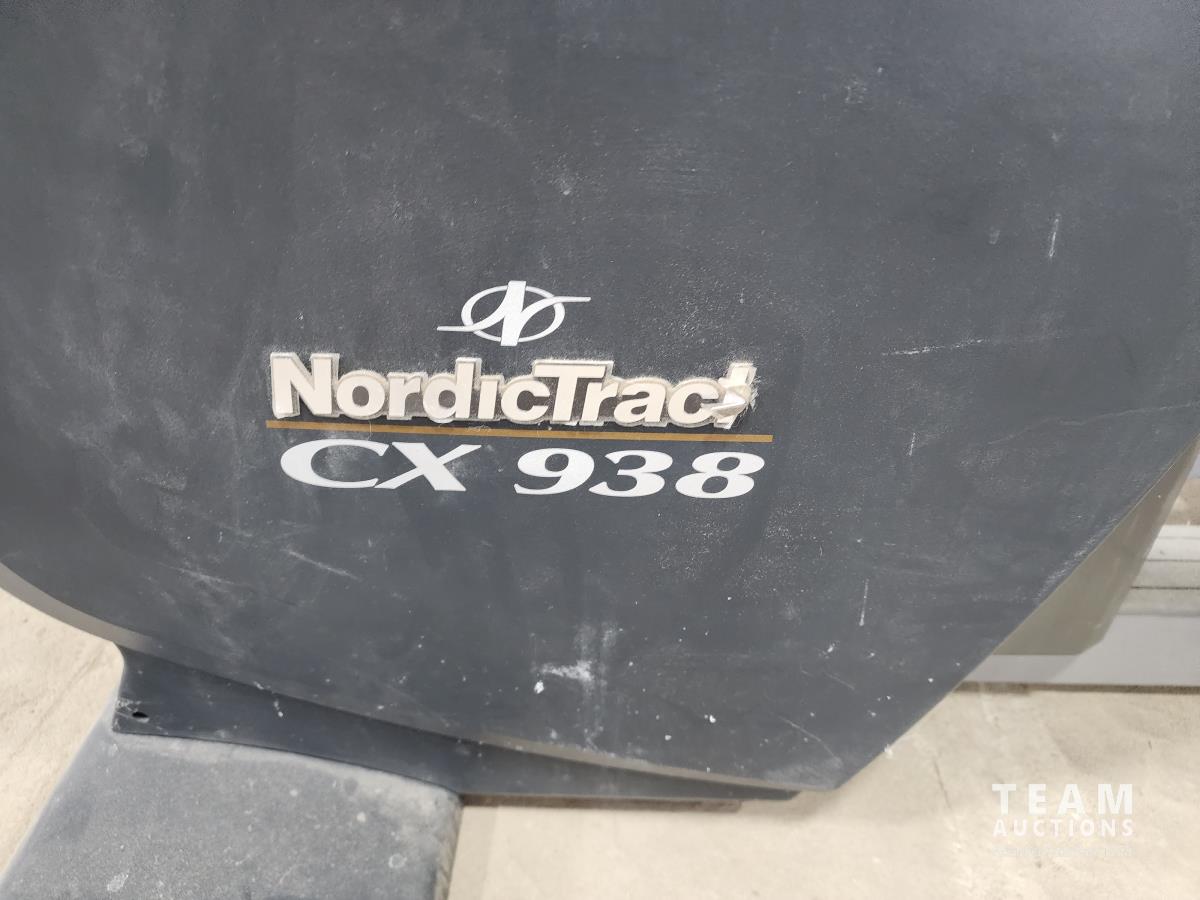 N
NordicTrack
CX 938
TEAM
AUCTIONS